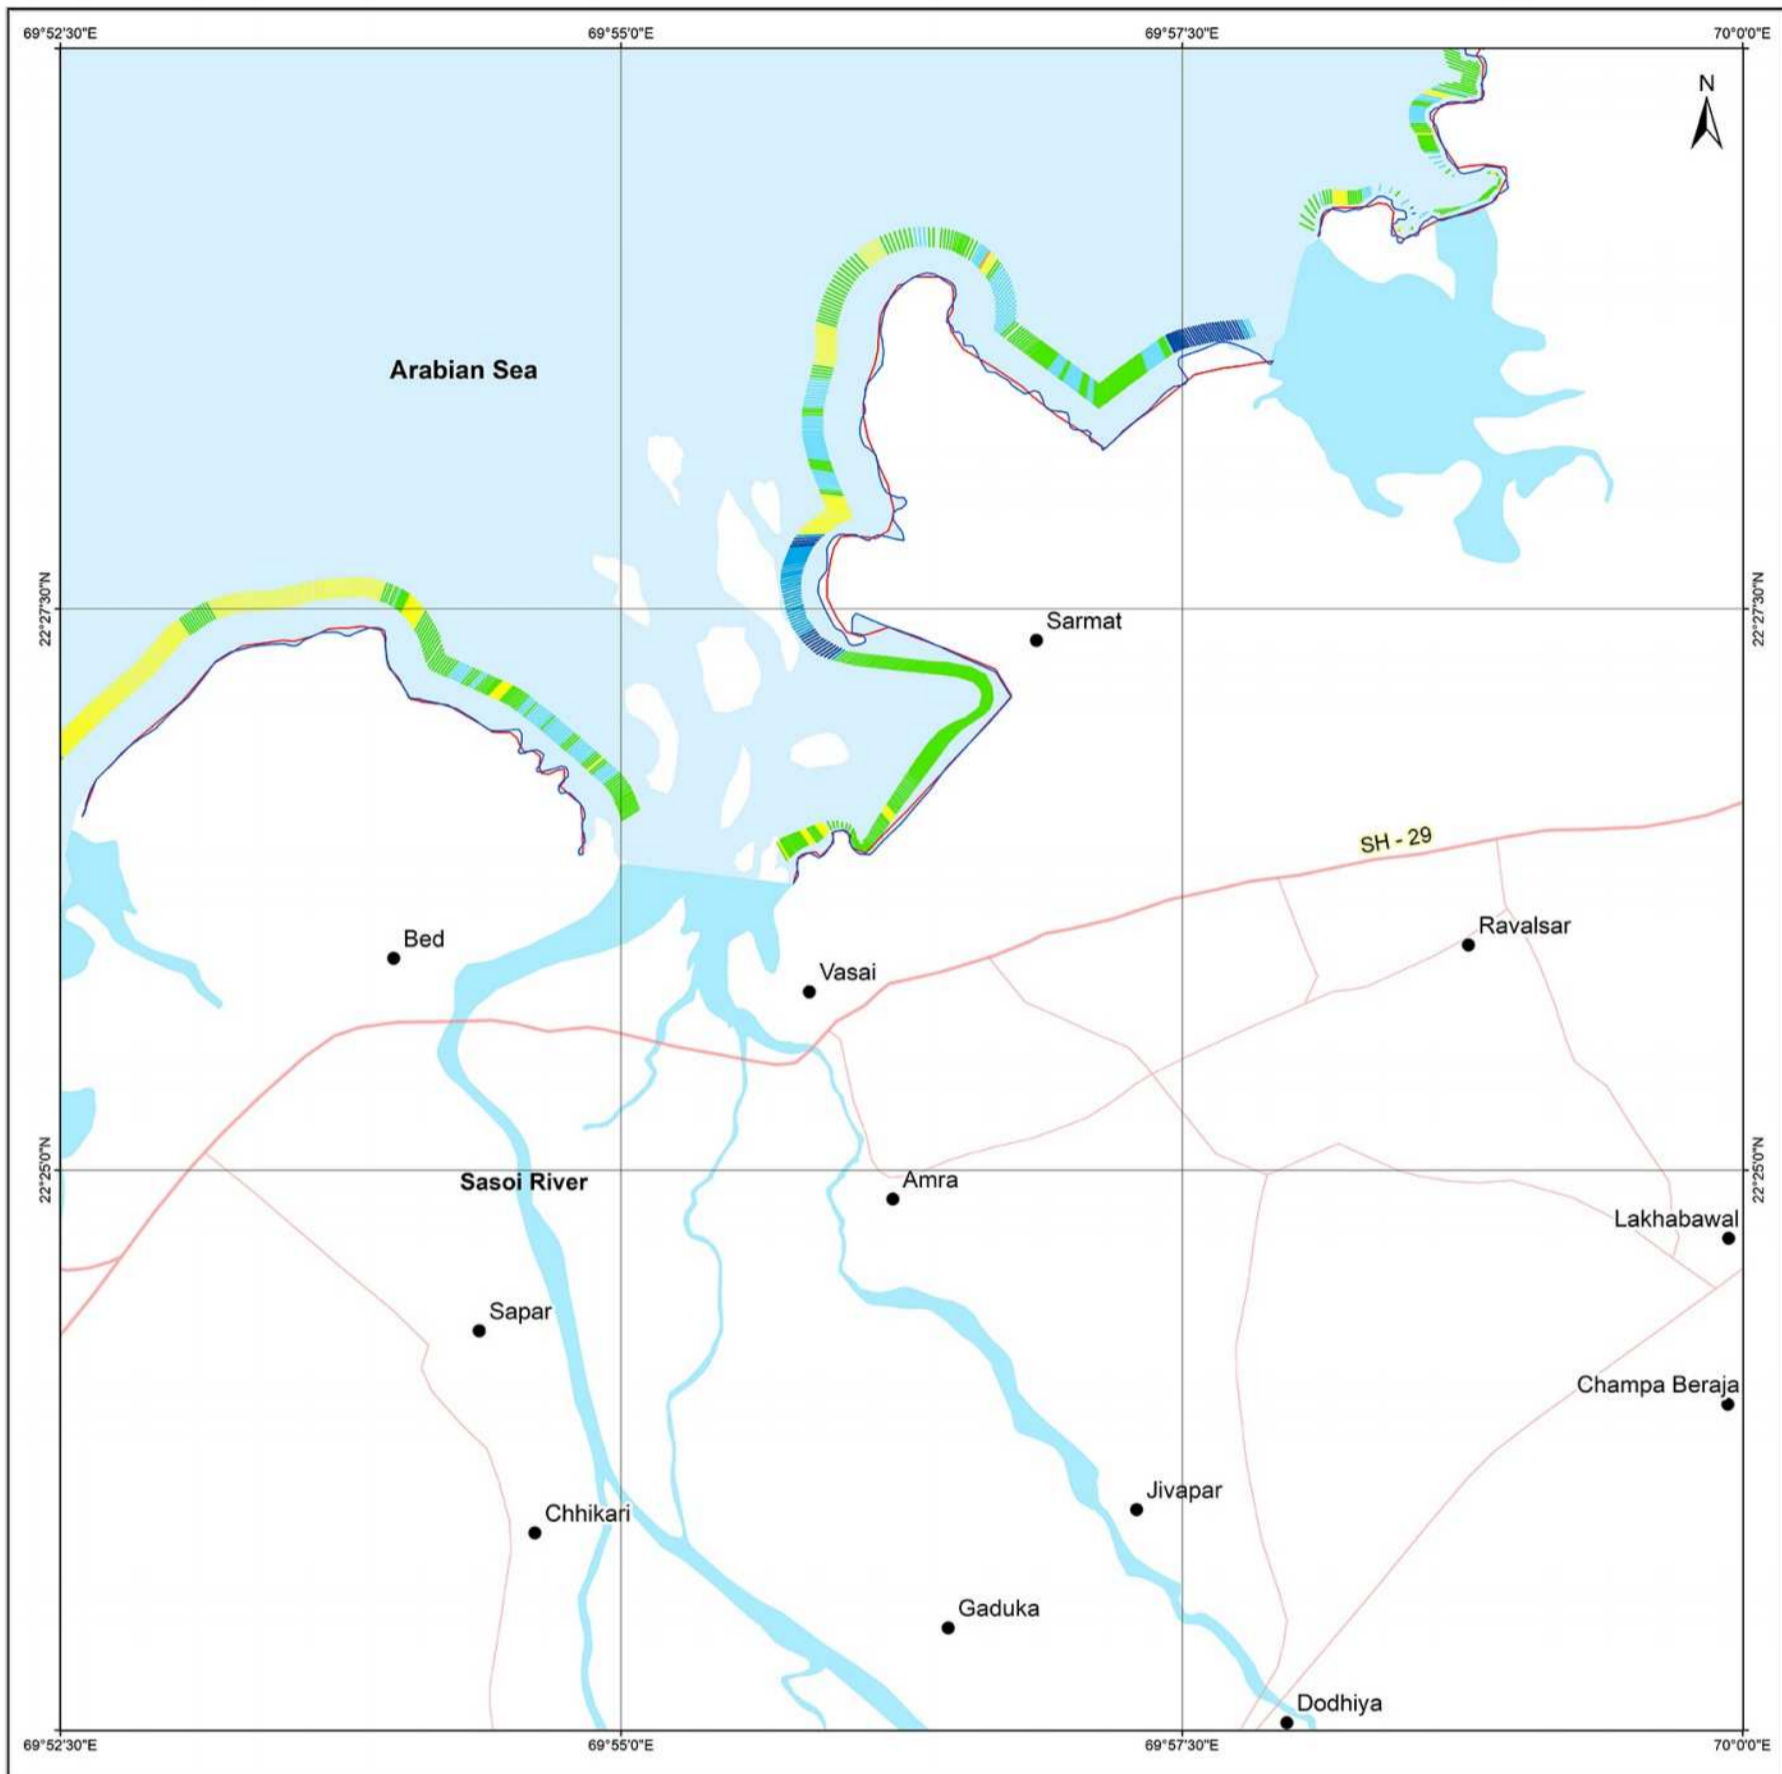 69°52'30"E
69°55'0"E
69°57'30"E
70°0'0"E
N
Arabian Sea
22°27'30"N
22°27'30"N
Sarmat
SH - 29
Bed
Ravalsar
Vasai
22°25'0"N
22°25'0"N
Sasoi River
Amra
Lakhabawal
Sapar
Champa Beraja
Jivapar
Chhikari
Gaduka
Dodhiya
69°52'30"E
69°55'0"E
69°57'30"E
70°0'0"E